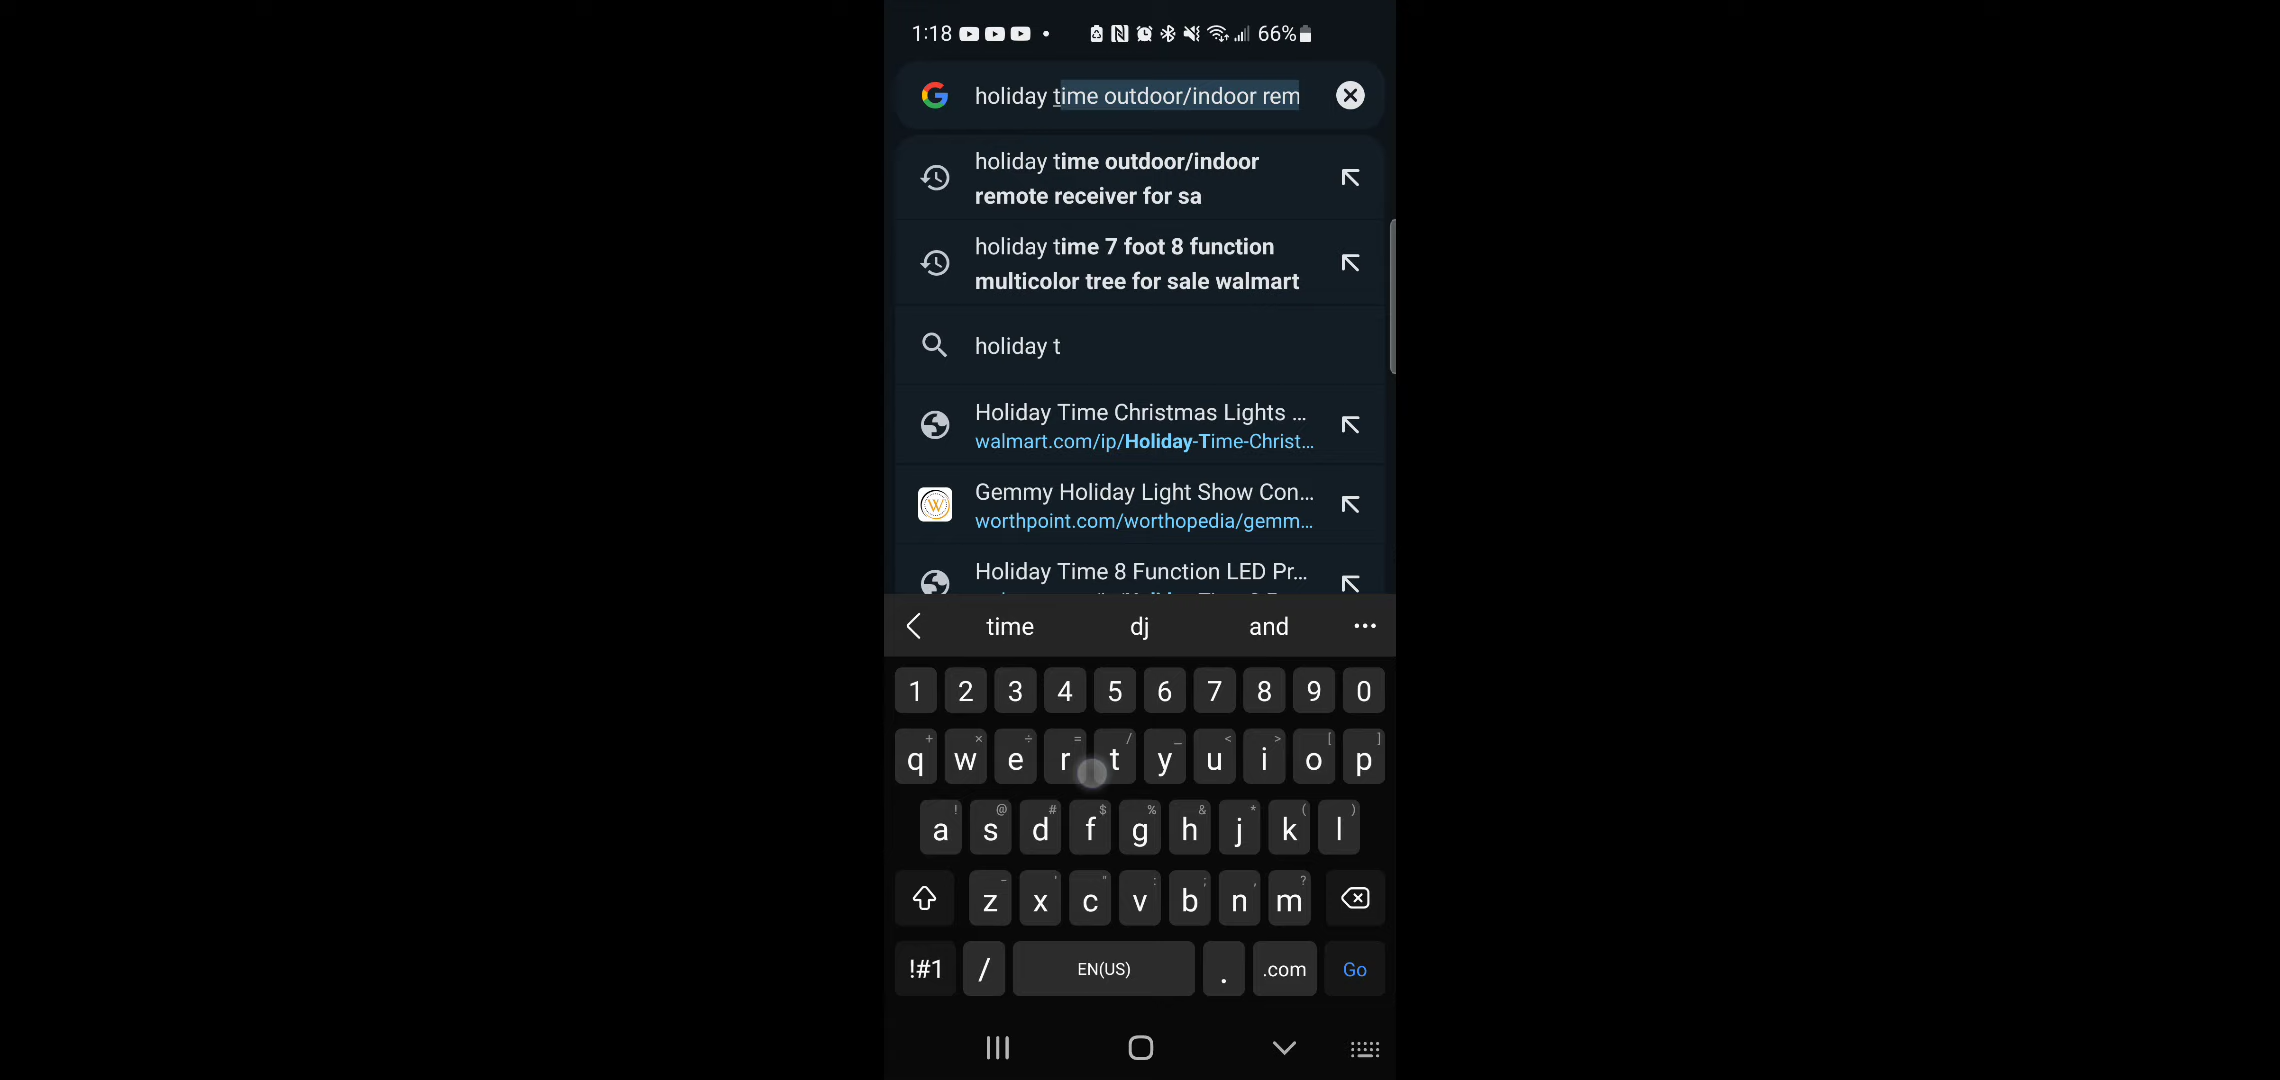 1:18 66%
holiday time outdoor/indoor rem
holiday time outdoor/indoor
remote receiver for sa
holiday time 7 foot 8 function
multicolor tree for sale walmart
holiday t
Holiday Time Christmas Lights ...
walmart.com/ip/Holiday-Time-Christ...
Gemmy Holiday Light Show Con...
worthpoint.com/worthopedia/gemm...
Holiday Time 8 Function LED Pr...
time dj and
1 2 3 4 5 6 7 8 9 0
+ × ÷ = / _ < > [ ]
q w e r t y u i o p
! @ # $ % & * ( )
a s d f g h j k l
- ' " : ; , ?
z x c v b n m
!#1 / EN(US) . .com Go